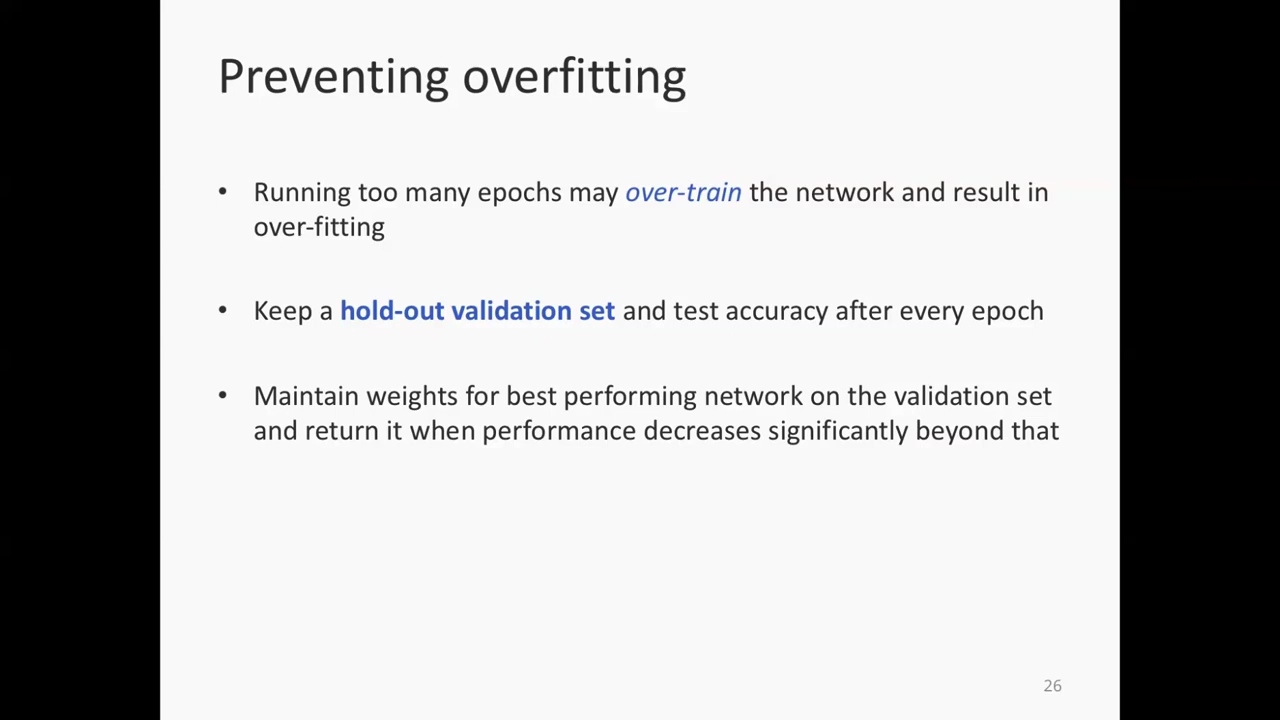 Preventing overfitting
• Running too many epochs may over-train the network and result in
over-fitting
• Keep a hold-out validation set and test accuracy after every epoch
• Maintain weights for best performing network on the validation set
and return it when performance decreases significantly beyond that
26